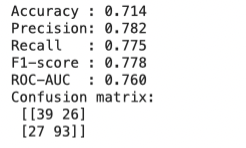 Accuracy : 0.714
Precision: 0.782
Recall   : 0.775
F1-score : 0.778
ROC-AUC  : 0.760
Confusion matrix:
 [[39 26]
 [27 93]]